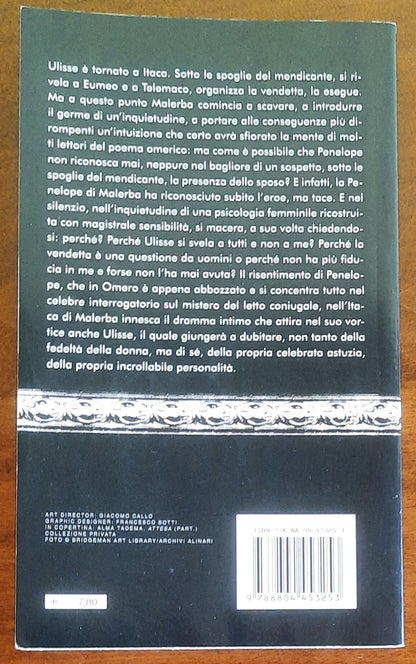 Ulisse è tornato a Itaca. Sotto le spoglie del mendicante, si ri-
vela a Eumeo e a Telemaco, organizza la vendetta, la esegue.
Ma a questo punto Malerba comincia a scavare, a introdurre
il germe di un'inquietudine, a portare alle conseguenze più di-
rompenti un'intuizione che certo avrà sfiorato la mente di mol-
ti lettori del poema omerico: ma come è possibile che Penelope
non riconosca mai, neppure nel bagliore di un sospetto, sotto le
spoglie del mendicante, la presenza dello sposo? E infatti, la Pe-
nelope di Malerba ha riconosciuto subito l'eroe, ma tace. E nel
silenzio, nell'inquietudine di una psicologia femminile ricostrui-
ta con magistrale sensibilità, si macera, a sua volta chiedendo-
si: perché? Perché Ulisse si svela a tutti e non a me? Perché la
vendetta è una questione da uomini o perché non ha più fidu-
cia in me e forse non l'ha mai avuta? Il risentimento di Penelo-
pe, che in Omero è appena abbozzato e si concentra tutto nel
celebre interrogatorio sul mistero del letto coniugale, nell'Ita-
ca di Malerba innesca il dramma intimo che attira nel suo vor-
tice anche Ulisse, il quale giungerà a dubitare, non tanto della
fedeltà della donna, ma di sé, della propria celebrata astuzia,
della propria incrollabile personalità.
ART DIRECTOR: GIACOMO CALLO
GRAPHIC DESIGNER: FRANCESCO BOTTI
IN COPERTINA: ALMA TADEMA, ATTESA (PART.)
COLLEZIONE PRIVATA
FOTO © BRIDGEMAN ART LIBRARY/ARCHIVI ALINARI
9 788804 453253
€ 7,80